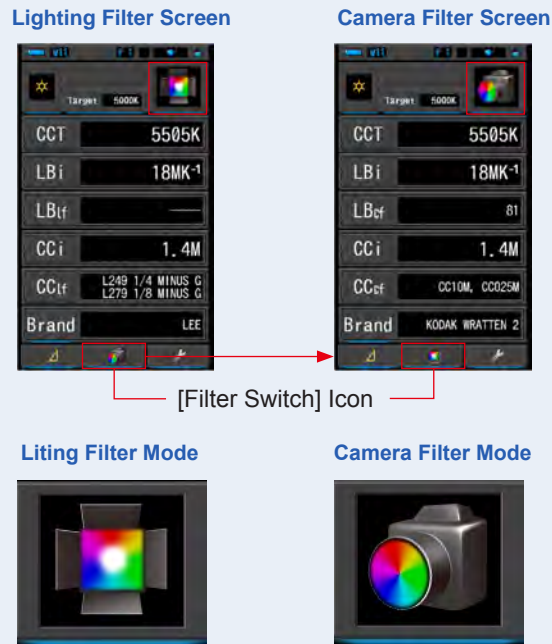 Lighting Filter Screen
Camera Filter Screen
Target 5000K
CCT 5505K
LBi 18MK⁻¹
LBLf ——
CCi 1.4M
CCLf L249 1/4 MINUS G
L279 1/8 MINUS G
Brand LEE
Target 5000K
CCT 5505K
LBi 18MK⁻¹
LBcf 81
CCi 1.4M
CCcf CC10M, CC025M
Brand KODAK WRATTEN 2
[Filter Switch] Icon
Liting Filter Mode
Camera Filter Mode